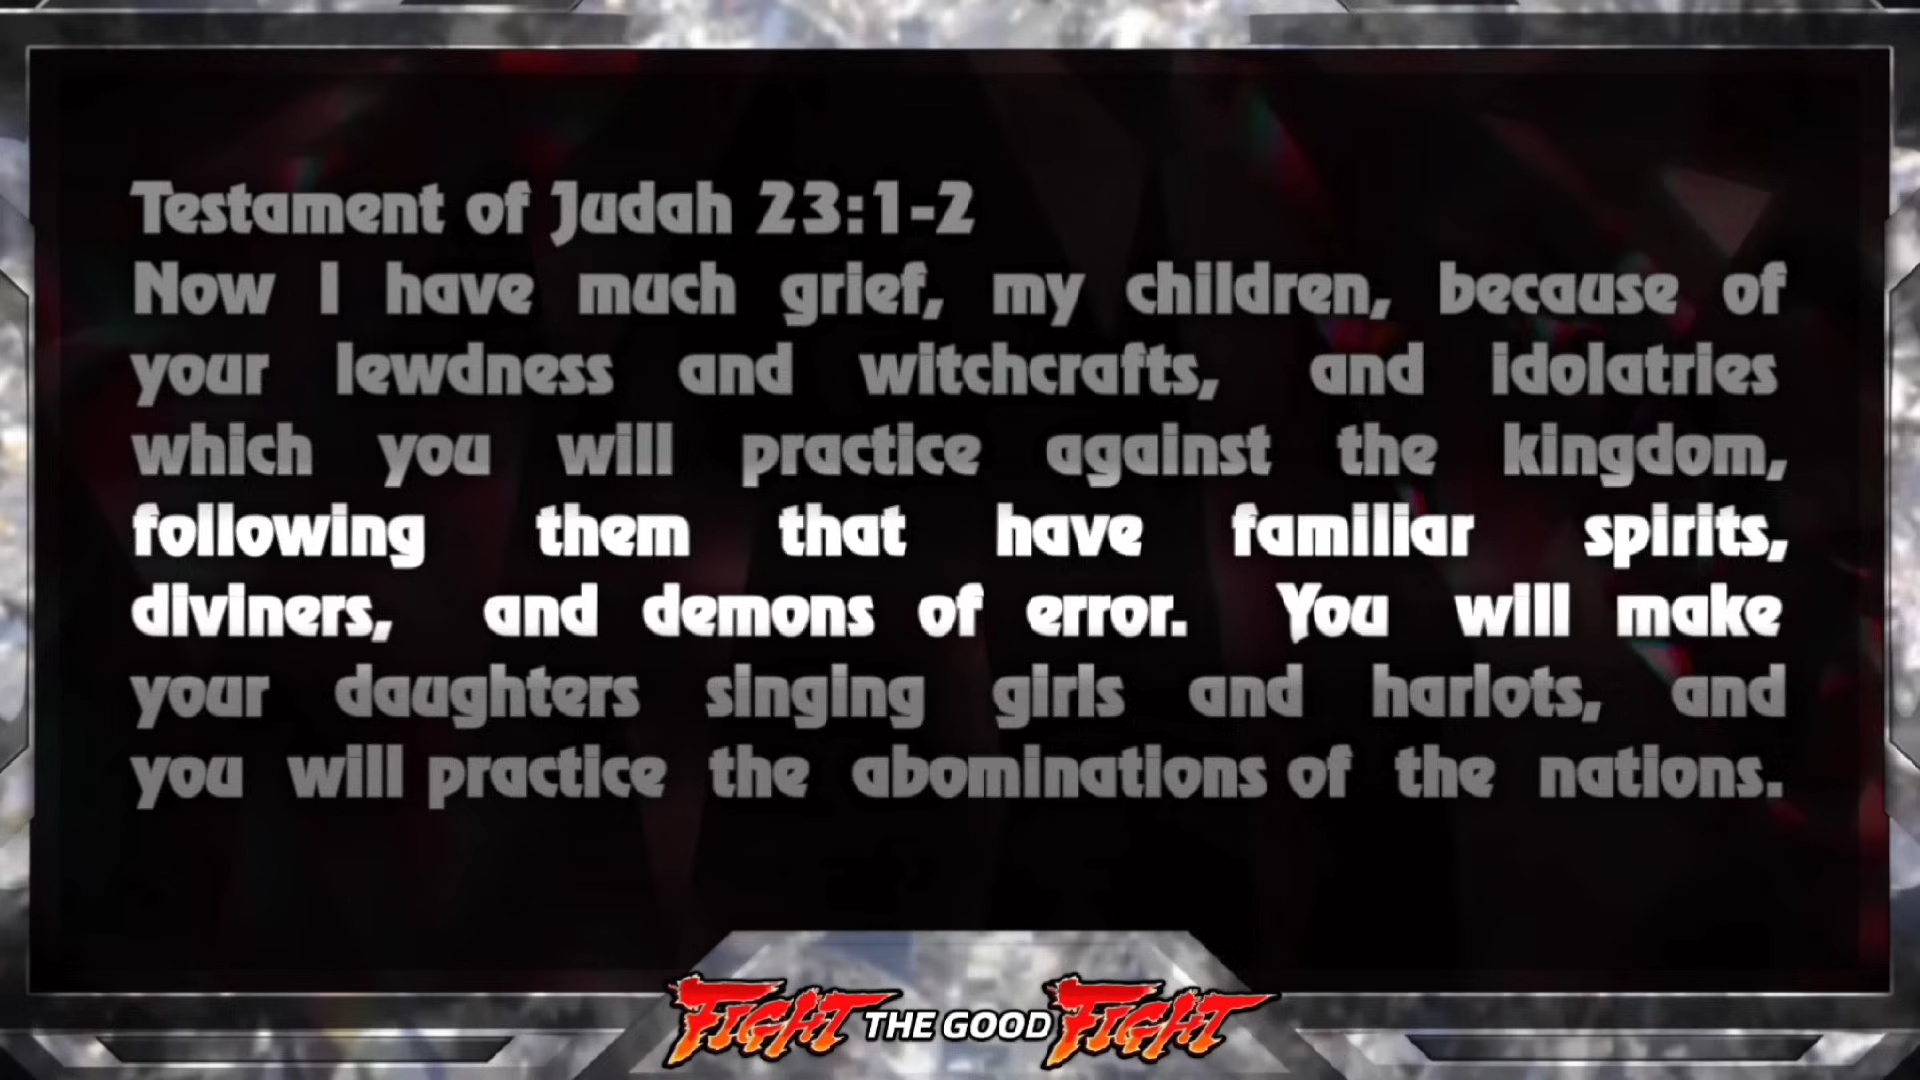 Testament of Judah 23:1-2
Now I have much grief, my children, because of
your lewdness and witchcrafts, and idolatries
which you will practice against the kingdom,
following them that have familiar spirits,
diviners, and demons of error. You will make
your daughters singing girls and harlots, and
you will practice the abominations of the nations.
FIGHT THE GOOD FIGHT